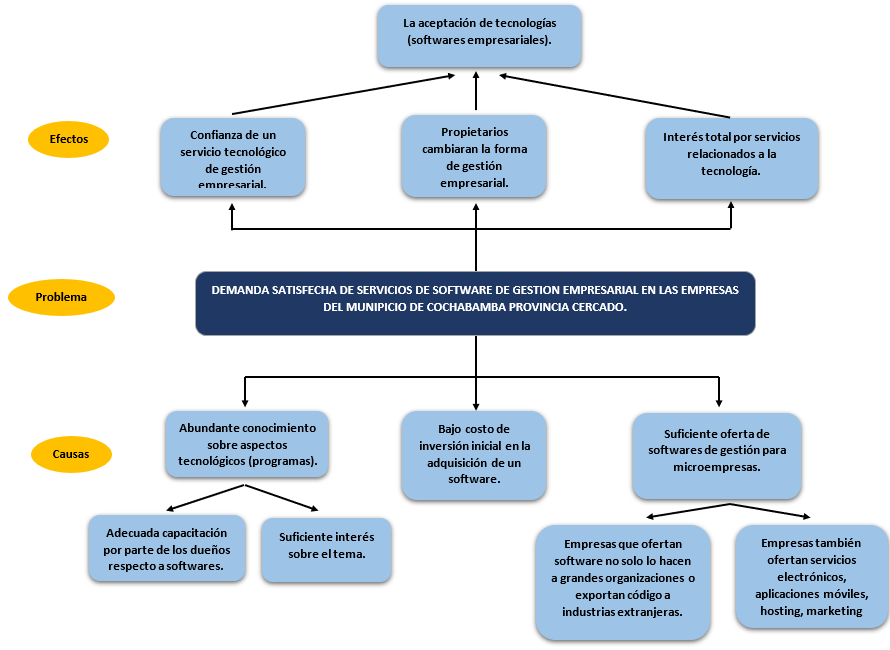 La aceptación de tecnologías
(softwares empresariales).
Efectos
Confianza de un
servicio tecnológico
de gestión
empresarial.
Propietarios
cambiaran la forma
de gestión
empresarial.
Interés total por servicios
relacionados a la
tecnología.
Problema
DEMANDA SATISFECHA DE SERVICIOS DE SOFTWARE DE GESTION EMPRESARIAL EN LAS EMPRESAS
DEL MUNIPICIO DE COCHABAMBA PROVINCIA CERCADO.
Causas
Abundante conocimiento
sobre aspectos
tecnológicos (programas).
Bajo costo de
inversión inicial en la
adquisición de un
software.
Suficiente oferta de
softwares de gestión para
microempresas.
Adecuada capacitación
por parte de los dueños
respecto a softwares.
Suficiente interés
sobre el tema.
Empresas que ofertan
software no solo lo hacen
a grandes organizaciones o
exportan código a
industrias extranjeras.
Empresas también
ofertan servicios
electrónicos,
aplicaciones móviles,
hosting, marketing